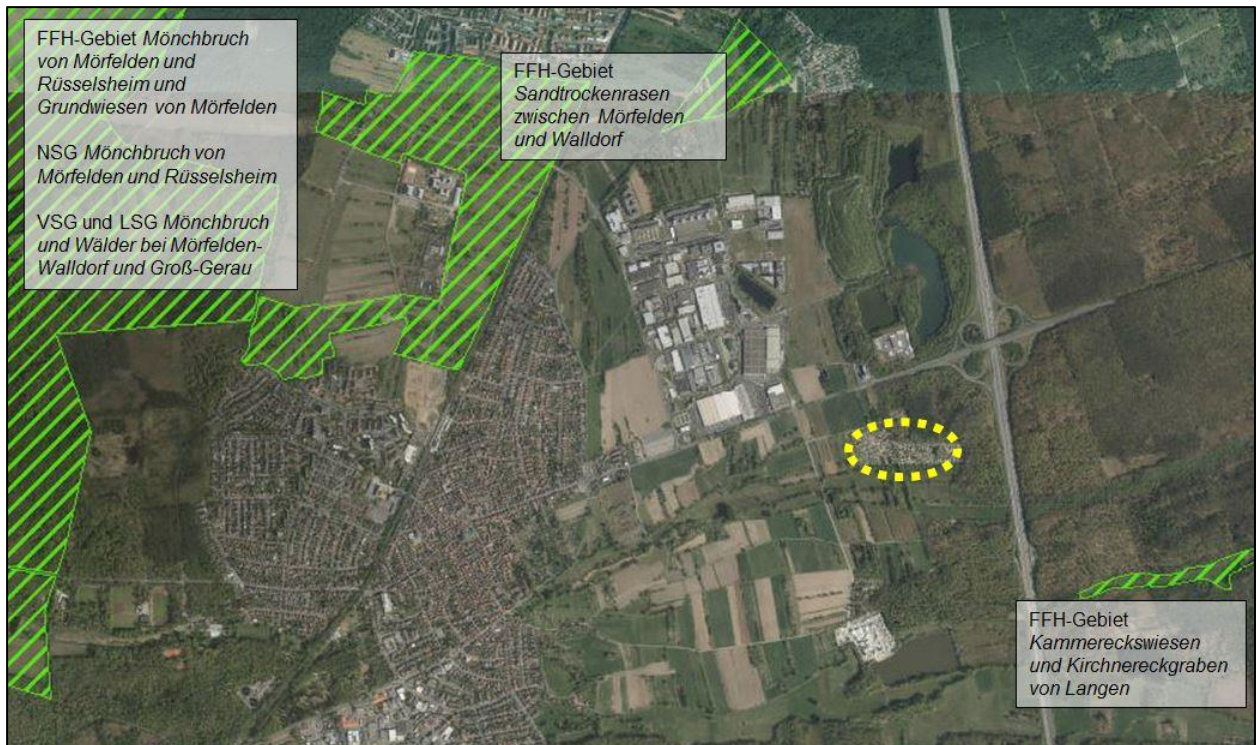 FFH-Gebiet Mönchbruch
von Mörfelden und
Rüsselsheim und
Grundwiesen von Mörfelden
NSG Mönchbruch von
Mörfelden und Rüsselsheim
VSG und LSG Mönchbruch
und Wälder bei Mörfelden-
Walldorf und Groß-Gerau
FFH-Gebiet
Sandtrockenrasen
zwischen Mörfelden
und Walldorf
FFH-Gebiet
Kammereckswiesen
und Kirchnereckgraben
von Langen